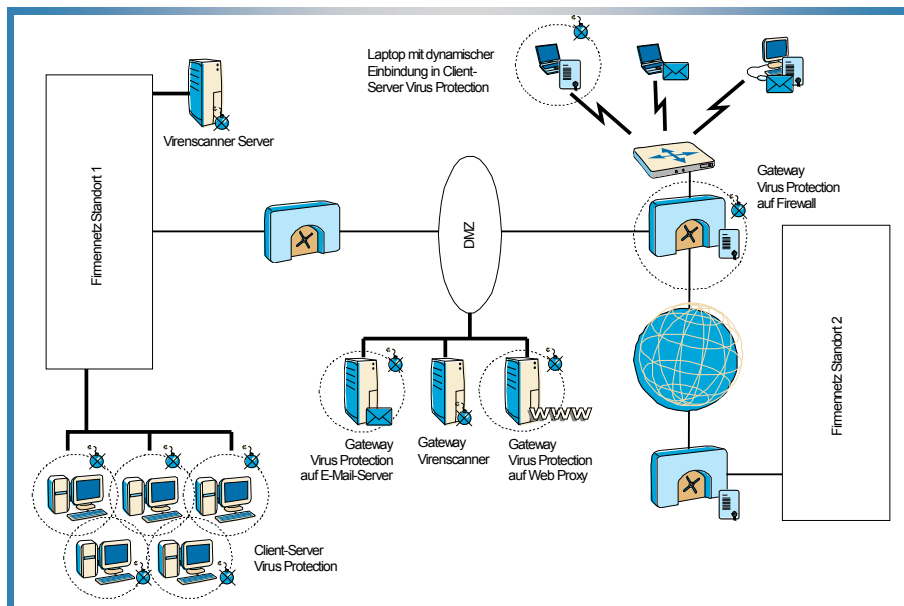 Laptop mit dynamischer
Einbindung in Client-
Server Virus Protection
Virenscanner Server
Gateway
Virus Protection
auf Firewall
Firmennetz Standort 1
DMZ
Firmennetz Standort 2
WWW
Gateway
Virus Protection
auf E-Mail-Server
Gateway
Virenscanner
Gateway
Virus Protection
auf Web Proxy
Client-Server
Virus Protection